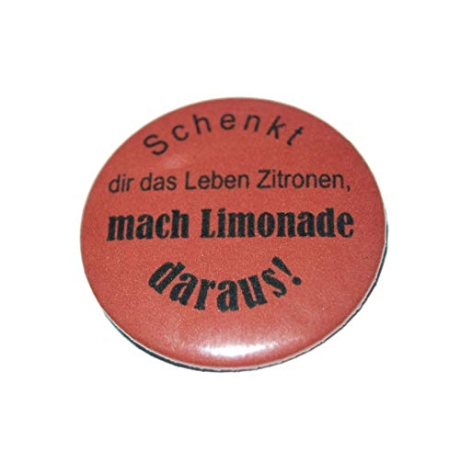 Schenkt
dir das Leben Zitronen,
mach Limonade
daraus!